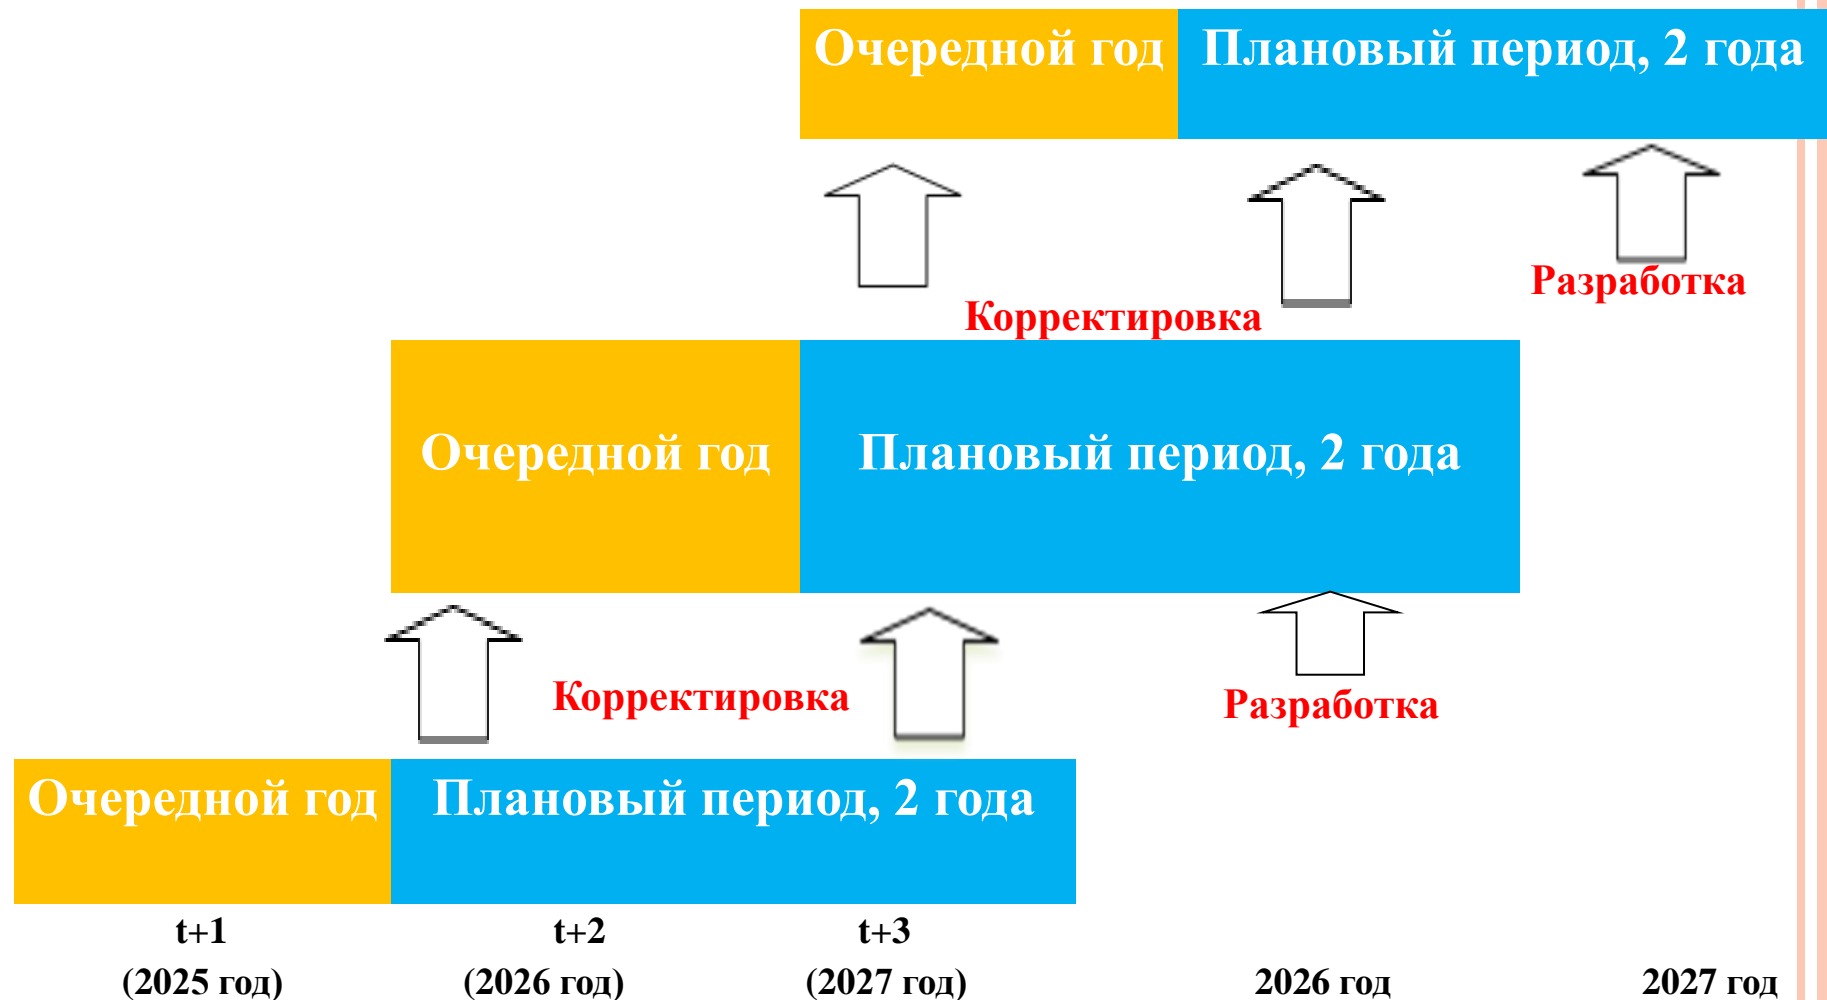 Очередной год Плановый период, 2 года
Разработка
Корректировка
Очередной год Плановый период, 2 года
Корректировка
Разработка
Очередной год Плановый период, 2 года
t+1 t+2 t+3
(2025 год) (2026 год) (2027 год) 2026 год 2027 год